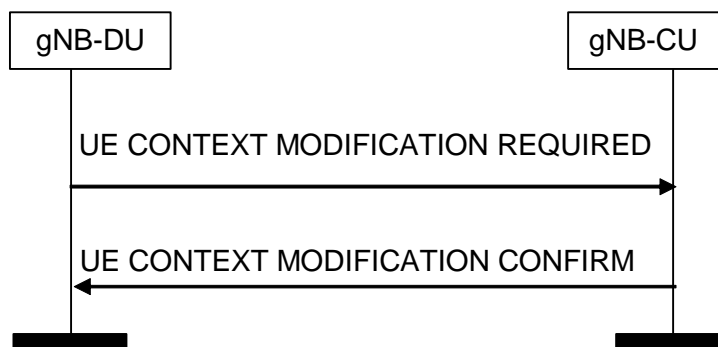 gNB-DU
gNB-CU
UE CONTEXT MODIFICATION REQUIRED
UE CONTEXT MODIFICATION CONFIRM